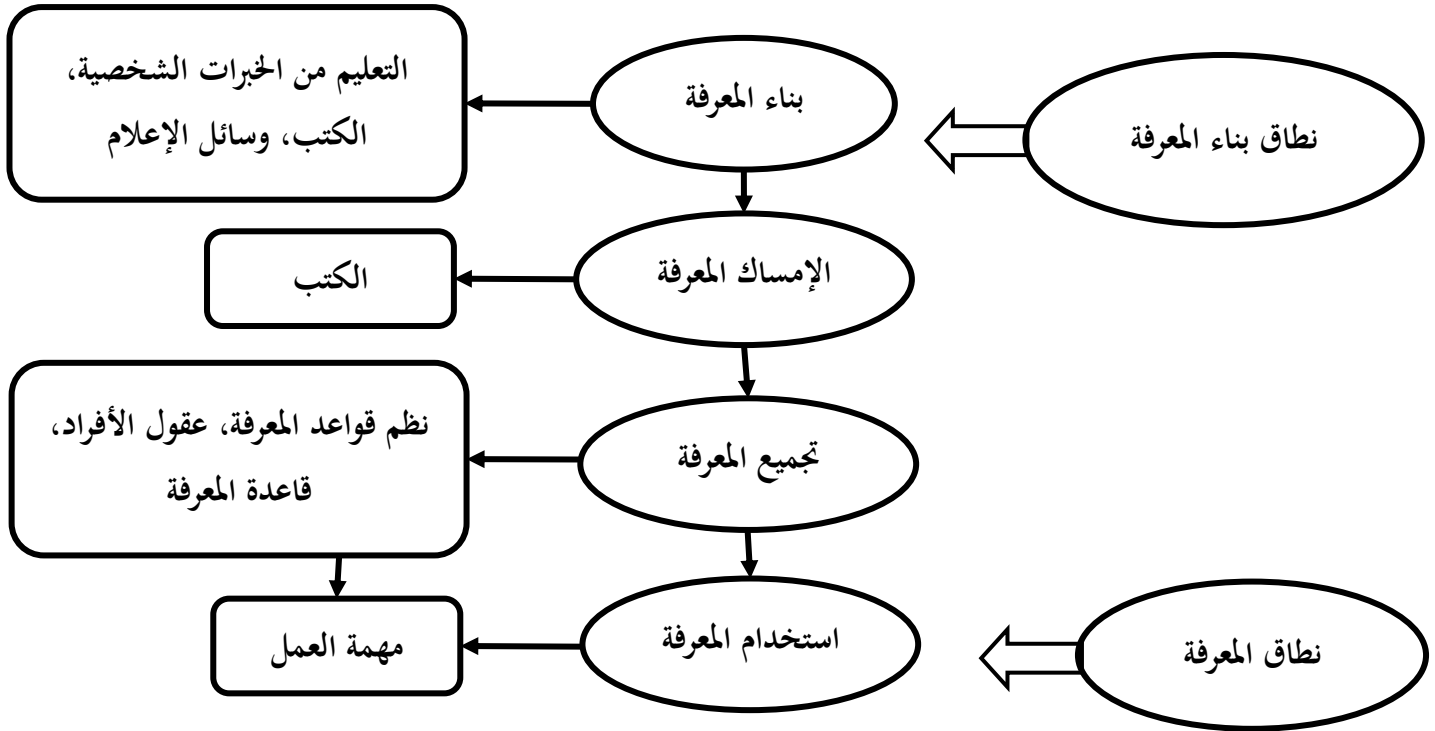 نطاق بناء المعرفة
بناء المعرفة
التعليم من الخبرات الشخصية،
الكتب، وسائل الإعلام
الإمساك المعرفة
الكتب
تجميع المعرفة
نظم قواعد المعرفة، عقول الأفراد،
قاعدة المعرفة
نطاق المعرفة
استخدام المعرفة
مهمة العمل